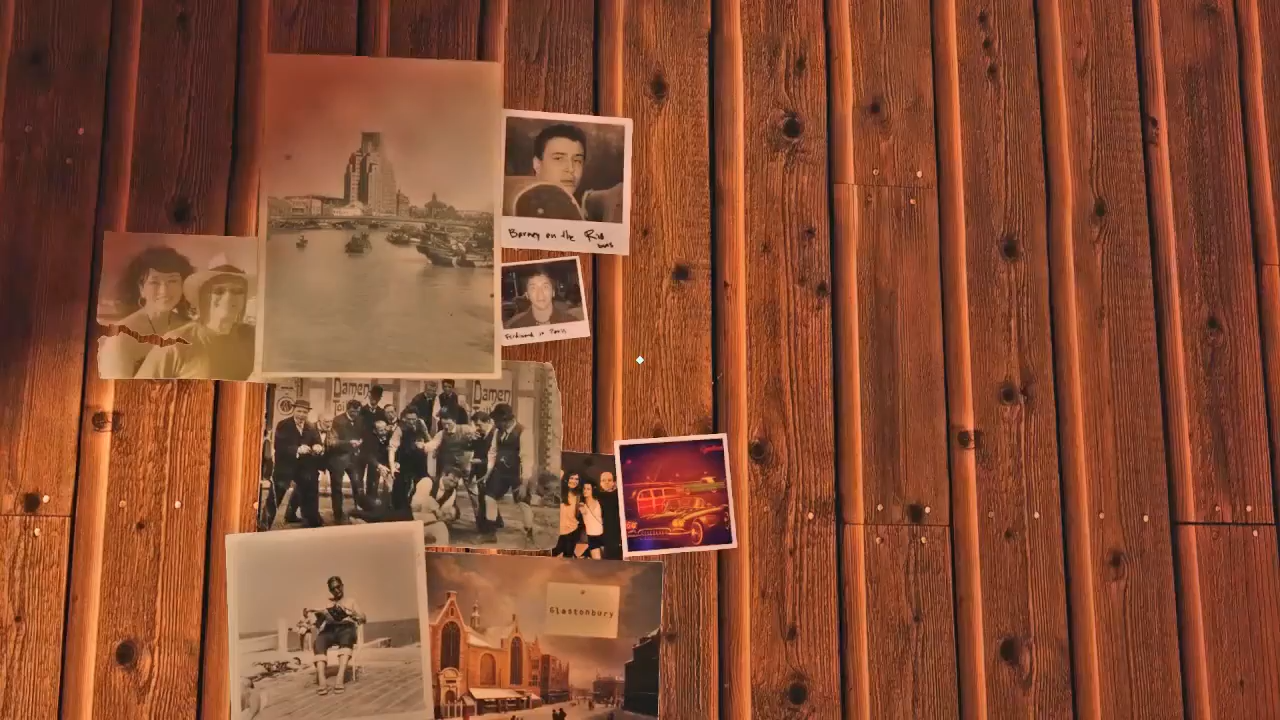 Barney on the Rio
Ferdinand in Paris
Damen
Damen
Glastonbury